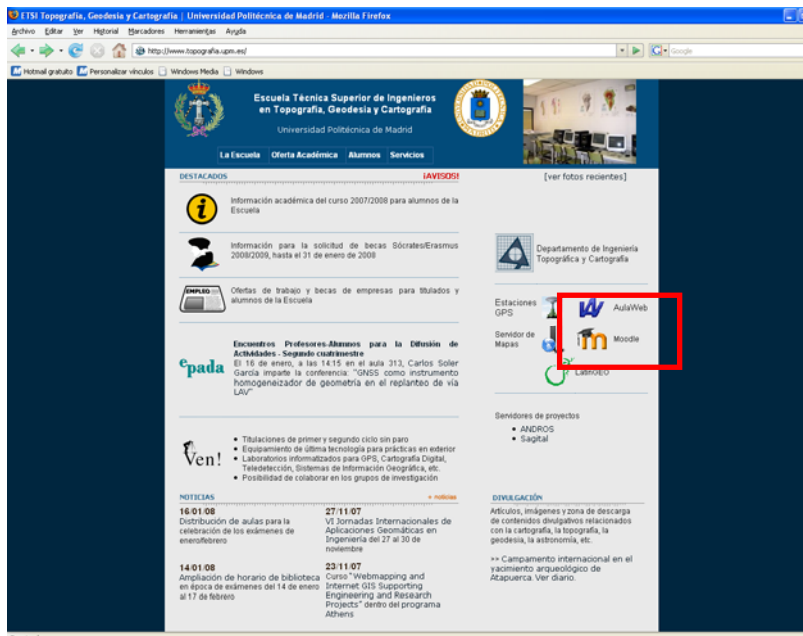 ETSI Topografía, Geodesia y Cartografía | Universidad Politécnica de Madrid - Mozilla Firefox
Archivo Editar Ver Historial Marcadores Herramientas Ayuda
http://www.topografia.upm.es/
Google
Hotmail gratuito Personalizar vínculos Windows Media Windows
Escuela Técnica Superior de Ingenieros
en Topografía, Geodesia y Cartografía
Universidad Politécnica de Madrid
La Escuela Oferta Académica Alumnos Servicios
DESTACADOS
¡AVISOS!
Información académica del curso 2007/2008 para alumnos de la
Escuela
Información para la solicitud de becas Sócrates/Erasmus
2008/2009, hasta el 31 de enero de 2008
EMPLEO
Ofertas de trabajo y becas de empresas para titulados y
alumnos de la Escuela
epada
Encuentros Profesores-Alumnos para la Difusión de
Actividades - Segundo cuatrimestre
El 16 de enero, a las 14:15 en el aula 313, Carlos Soler
García imparte la conferencia: "GNSS como instrumento
homogeneizador de geometría en el replanteo de vía
LAV"
Ven!
Titulaciones de primer y segundo ciclo sin paro
Equipamiento de última tecnología para prácticas en exterior
Laboratorios informatizados para GPS, Cartografía Digital,
Teledetección, Sistemas de Información Geográfica, etc.
Posibilidad de colaborar en los grupos de investigación
NOTICIAS
+ noticias
16/01/08
Distribución de aulas para la
celebración de los exámenes de
enero/febrero
14/01/08
Ampliación de horario de biblioteca
en época de exámenes del 14 de enero
al 17 de febrero
27/11/07
VI Jornadas Internacionales de
Aplicaciones Geomáticas en
Ingeniería del 27 al 30 de
noviembre
23/11/07
Curso "Webmapping and
Internet GIS Supporting
Engineering and Research
Projects" dentro del programa
Athens
[ver fotos recientes]
Departamento de Ingeniería
Topográfica y Cartografía
Estaciones
GPS
AulaWeb
Servidor de
Mapas
Moodle
LatinGEO
Servidores de proyectos
ANDROS
Sagital
DIVULGACIÓN
Artículos, imágenes y zona de descarga
de contenidos divulgativos relacionados
con la cartografía, la topografía, la
geodesia, la astronomía, etc.
>> Campamento internacional en el
yacimiento arqueológico de
Atapuerca. Ver diario.